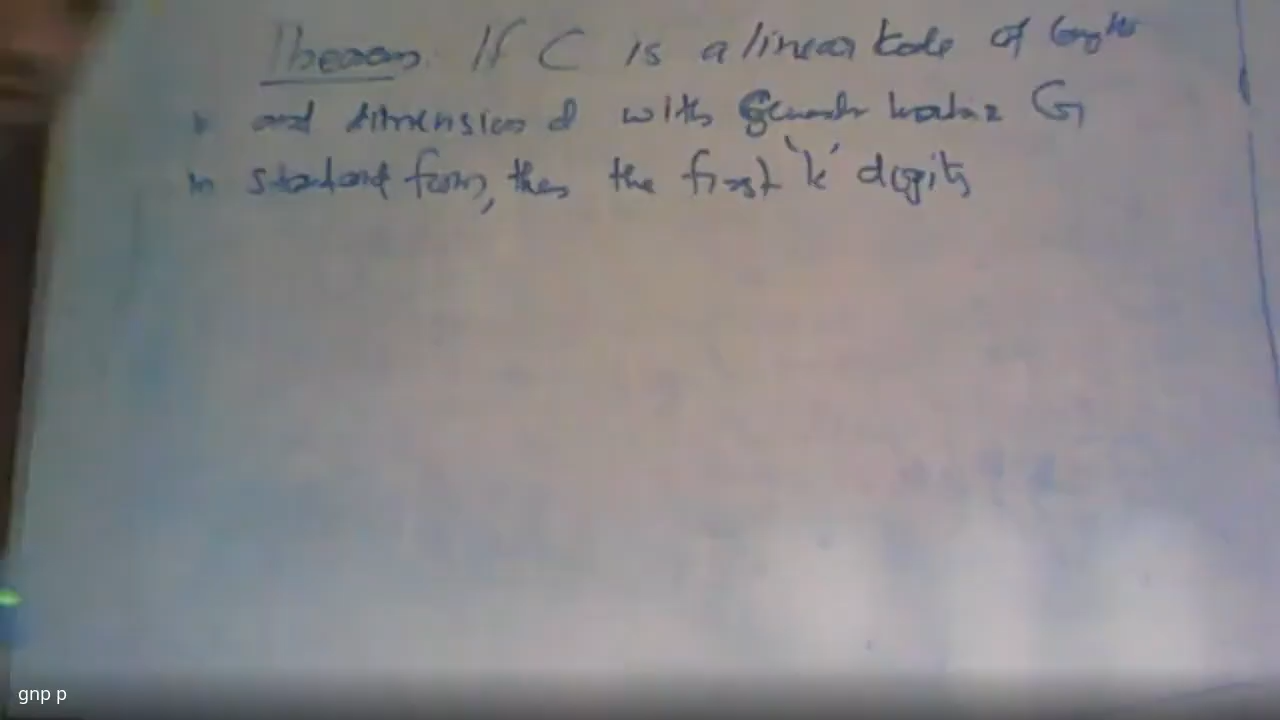 Theorem. If C is a linear code of length
n and dimension d with Generator matrix G
in standard form, then the first 'k' digits
gnp p